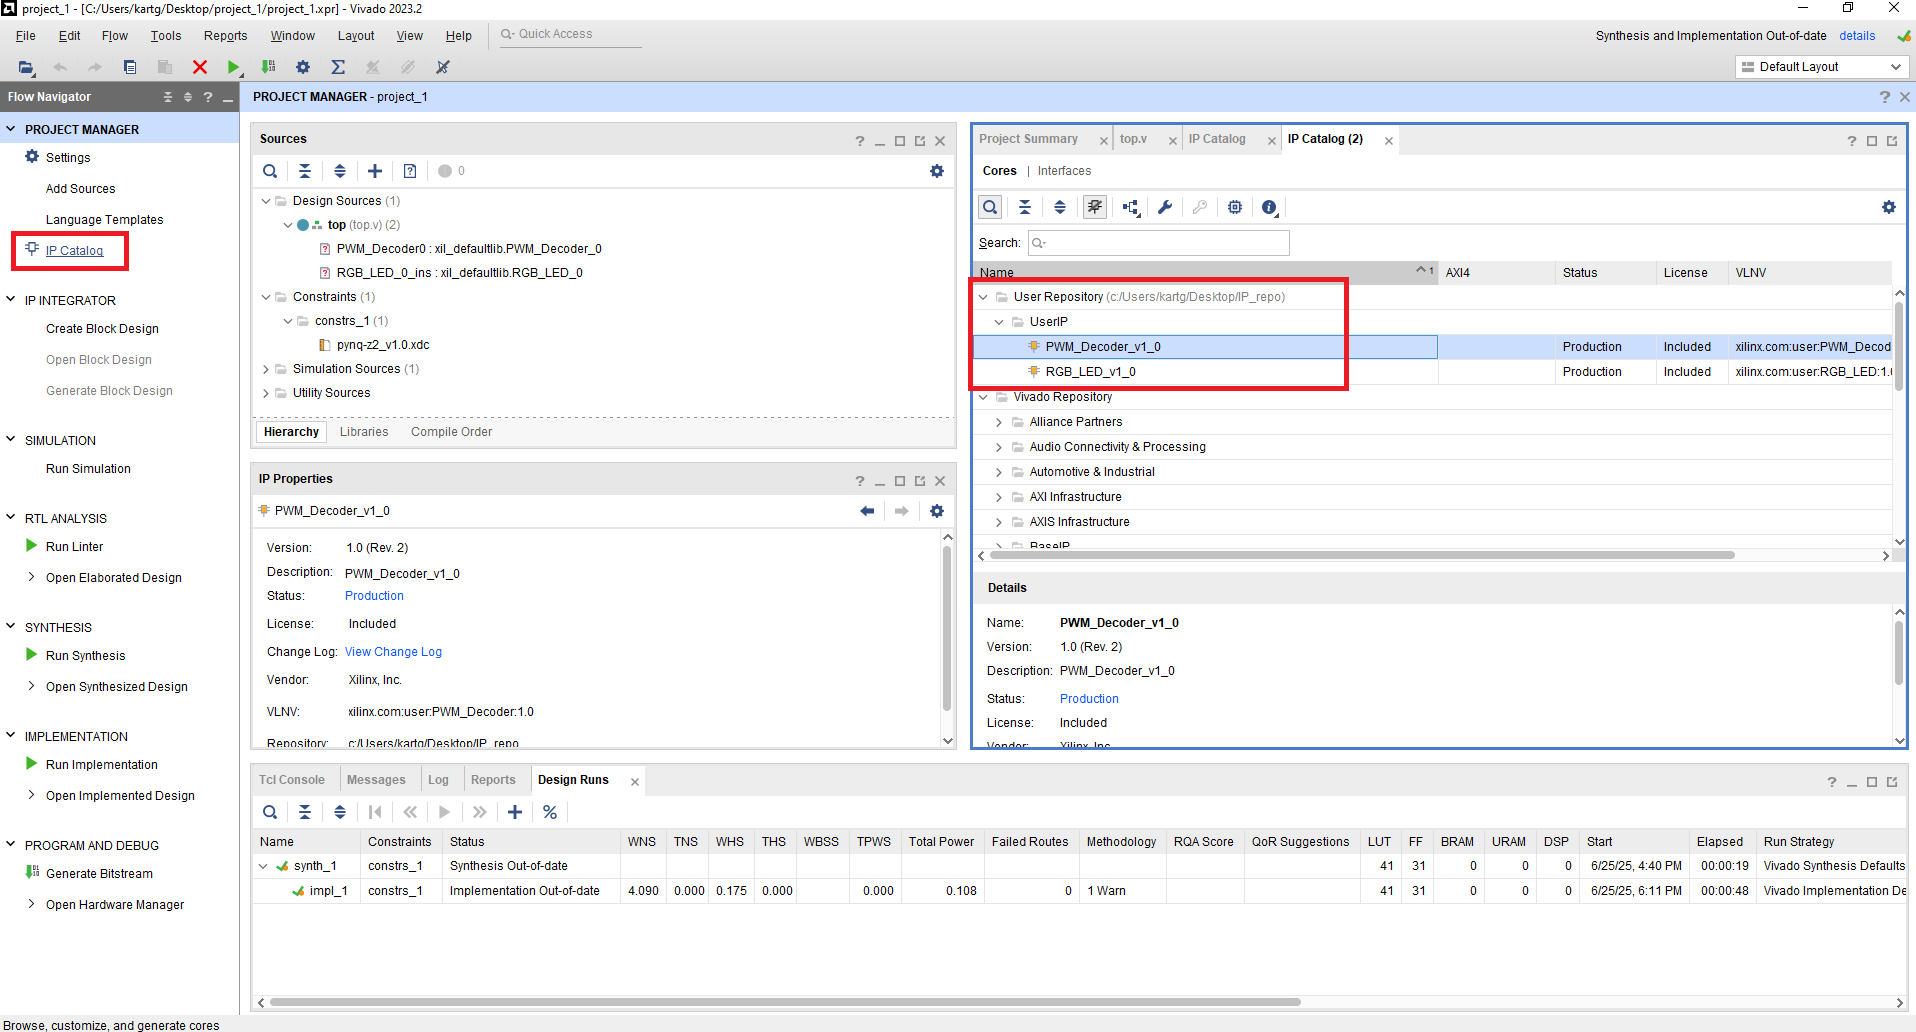 project_1 - [C:/Users/kartg/Desktop/project_1/project_1.xpr] - Vivado 2023.2
File Edit Flow Tools Reports Window Layout View Help Quick Access
Synthesis and Implementation Out-of-date details
Default Layout
Flow Navigator
PROJECT MANAGER
Settings
Add Sources
Language Templates
IP Catalog
IP INTEGRATOR
Create Block Design
Open Block Design
Generate Block Design
SIMULATION
Run Simulation
RTL ANALYSIS
Run Linter
Open Elaborated Design
SYNTHESIS
Run Synthesis
Open Synthesized Design
IMPLEMENTATION
Run Implementation
Open Implemented Design
PROGRAM AND DEBUG
Generate Bitstream
Open Hardware Manager
PROJECT MANAGER - project_1
Sources
0
Design Sources (1)
top (top.v) (2)
PWM_Decoder0 : xil_defaultlib.PWM_Decoder_0
RGB_LED_0_ins : xil_defaultlib.RGB_LED_0
Constraints (1)
constrs_1 (1)
pynq-z2_v1.0.xdc
Simulation Sources (1)
Utility Sources
Hierarchy Libraries Compile Order
IP Properties
PWM_Decoder_v1_0
Version: 1.0 (Rev. 2)
Description: PWM_Decoder_v1_0
Status: Production
License: Included
Change Log: View Change Log
Vendor: Xilinx, Inc.
VLNV: xilinx.com:user:PWM_Decoder:1.0
Repository: c:/Users/kartg/Desktop/IP_repo
Project Summary top.v IP Catalog IP Catalog (2)
Cores | Interfaces
Search:
Name 1 AXI4 Status License VLNV
User Repository (c:/Users/kartg/Desktop/IP_repo)
UserIP
PWM_Decoder_v1_0 Production Included xilinx.com:user:PWM_Decod
RGB_LED_v1_0 Production Included xilinx.com:user:RGB_LED:1.0
Vivado Repository
Alliance Partners
Audio Connectivity & Processing
Automotive & Industrial
AXI Infrastructure
AXIS Infrastructure
BaseIP
Details
Name: PWM_Decoder_v1_0
Version: 1.0 (Rev. 2)
Description: PWM_Decoder_v1_0
Status: Production
License: Included
Vendor: Xilinx, Inc.
Tcl Console Messages Log Reports Design Runs
Name Constraints Status WNS TNS WHS THS WBSS TPWS Total Power Failed Routes Methodology RQA Score QoR Suggestions LUT FF BRAM URAM DSP Start Elapsed Run Strategy
synth_1 constrs_1 Synthesis Out-of-date 41 31 0 0 0 6/25/25, 4:40 PM 00:00:19 Vivado Synthesis Defaults
impl_1 constrs_1 Implementation Out-of-date 4.090 0.000 0.175 0.000 0.000 0.108 0 1 Warn 41 31 0 0 0 6/25/25, 6:11 PM 00:00:48 Vivado Implementation De
Browse, customize, and generate cores